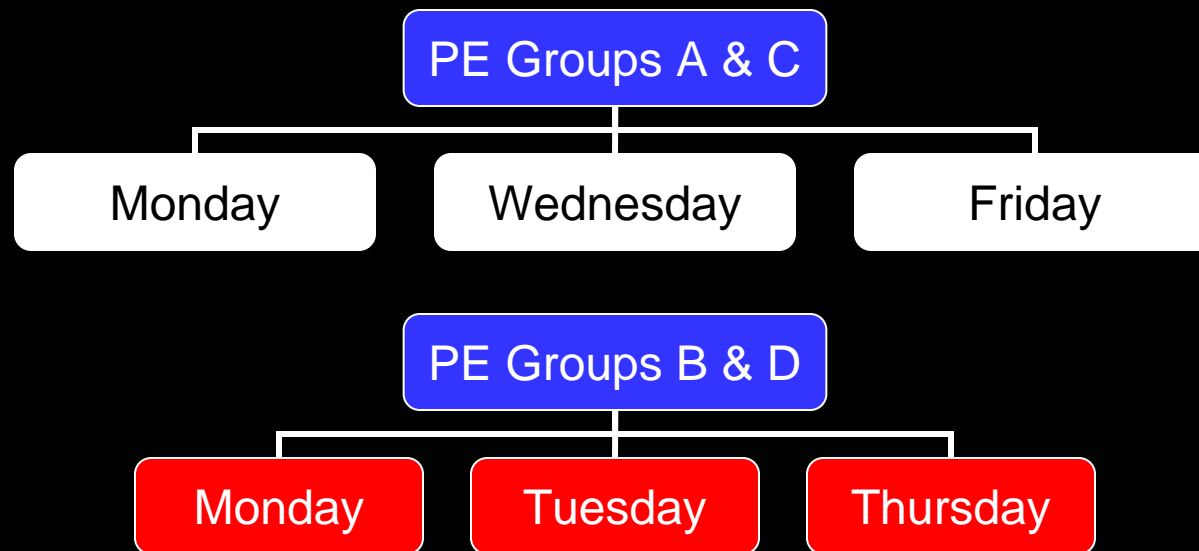 PE Groups A & C
Monday
Wednesday
Friday
PE Groups B & D
Monday
Tuesday
Thursday